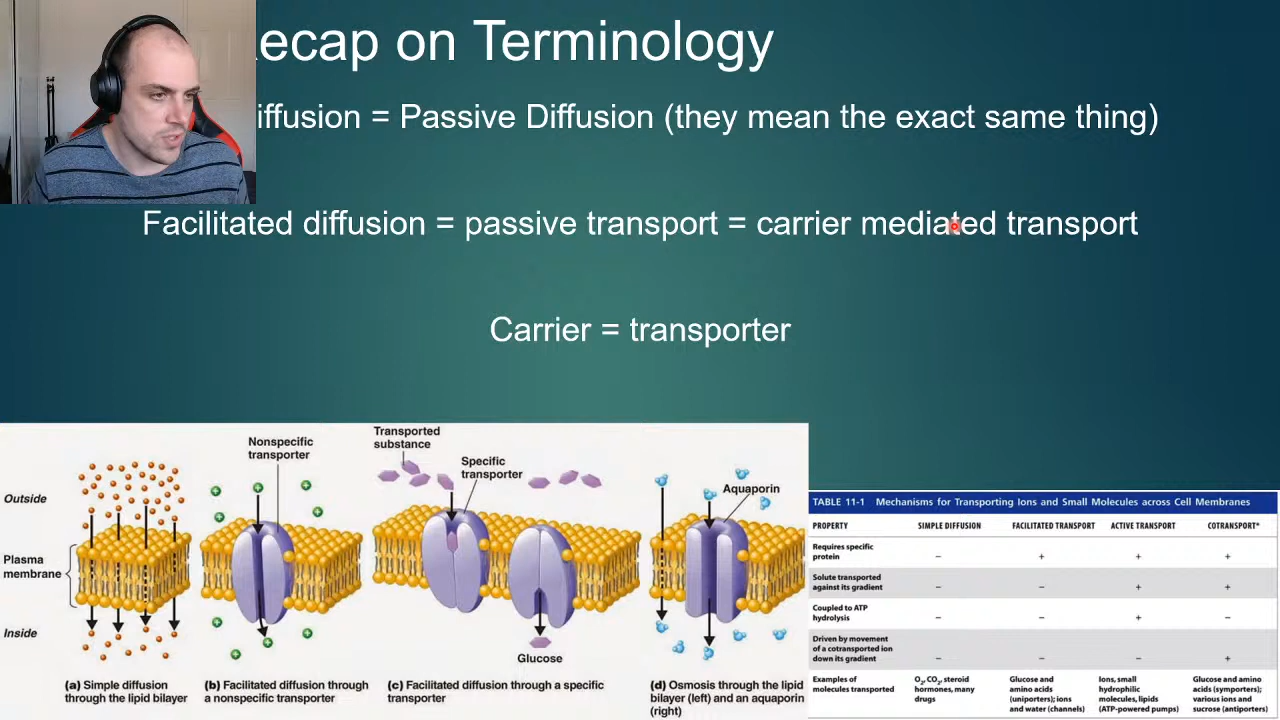 ecap on Terminology
iffusion = Passive Diffusion (they mean the exact same thing)
Facilitated diffusion = passive transport = carrier mediated transport
Carrier = transporter
Outside
Plasma
membrane
Inside
Nonspecific
transporter
Transported
substance
Specific
transporter
Glucose
Aquaporin
(a) Simple diffusion
through the lipid bilayer
(b) Facilitated diffusion through
a nonspecific transporter
(c) Facilitated diffusion through a specific
transporter
(d) Osmosis through the lipid
bilayer (left) and an aquaporin
(right)
TABLE 11-1 Mechanisms for Transporting Ions and Small Molecules across Cell Membranes
PROPERTY SIMPLE DIFFUSION FACILITATED TRANSPORT ACTIVE TRANSPORT COTRANSPORT*
Requires specific
protein – + + +
Solute transported
against its gradient – – + +
Coupled to ATP
hydrolysis – – + –
Driven by movement
of a cotransported ion
down its gradient – – – +
Examples of
molecules transported
O2, CO2, steroid
hormones, many
drugs
Glucose and
amino acids
(uniporters); ions
and water (channels)
Ions, small
hydrophilic
molecules, lipids
(ATP-powered pumps)
Glucose and amino
acids (symporters);
various ions and
sucrose (antiporters)